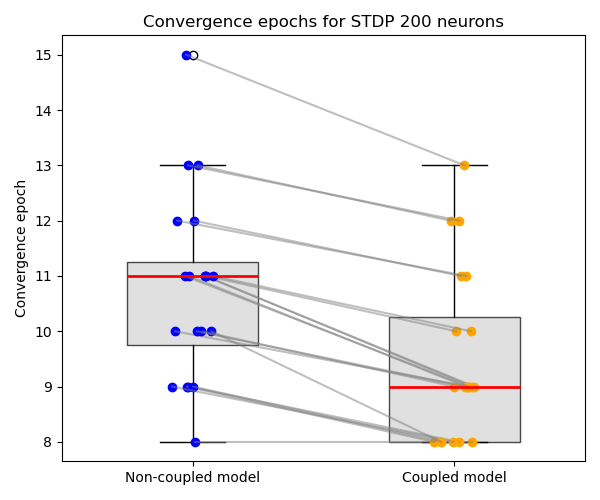 Convergence epochs for STDP 200 neurons
Convergence epoch
15
14
13
12
11
10
9
8
Non-coupled model
Coupled model